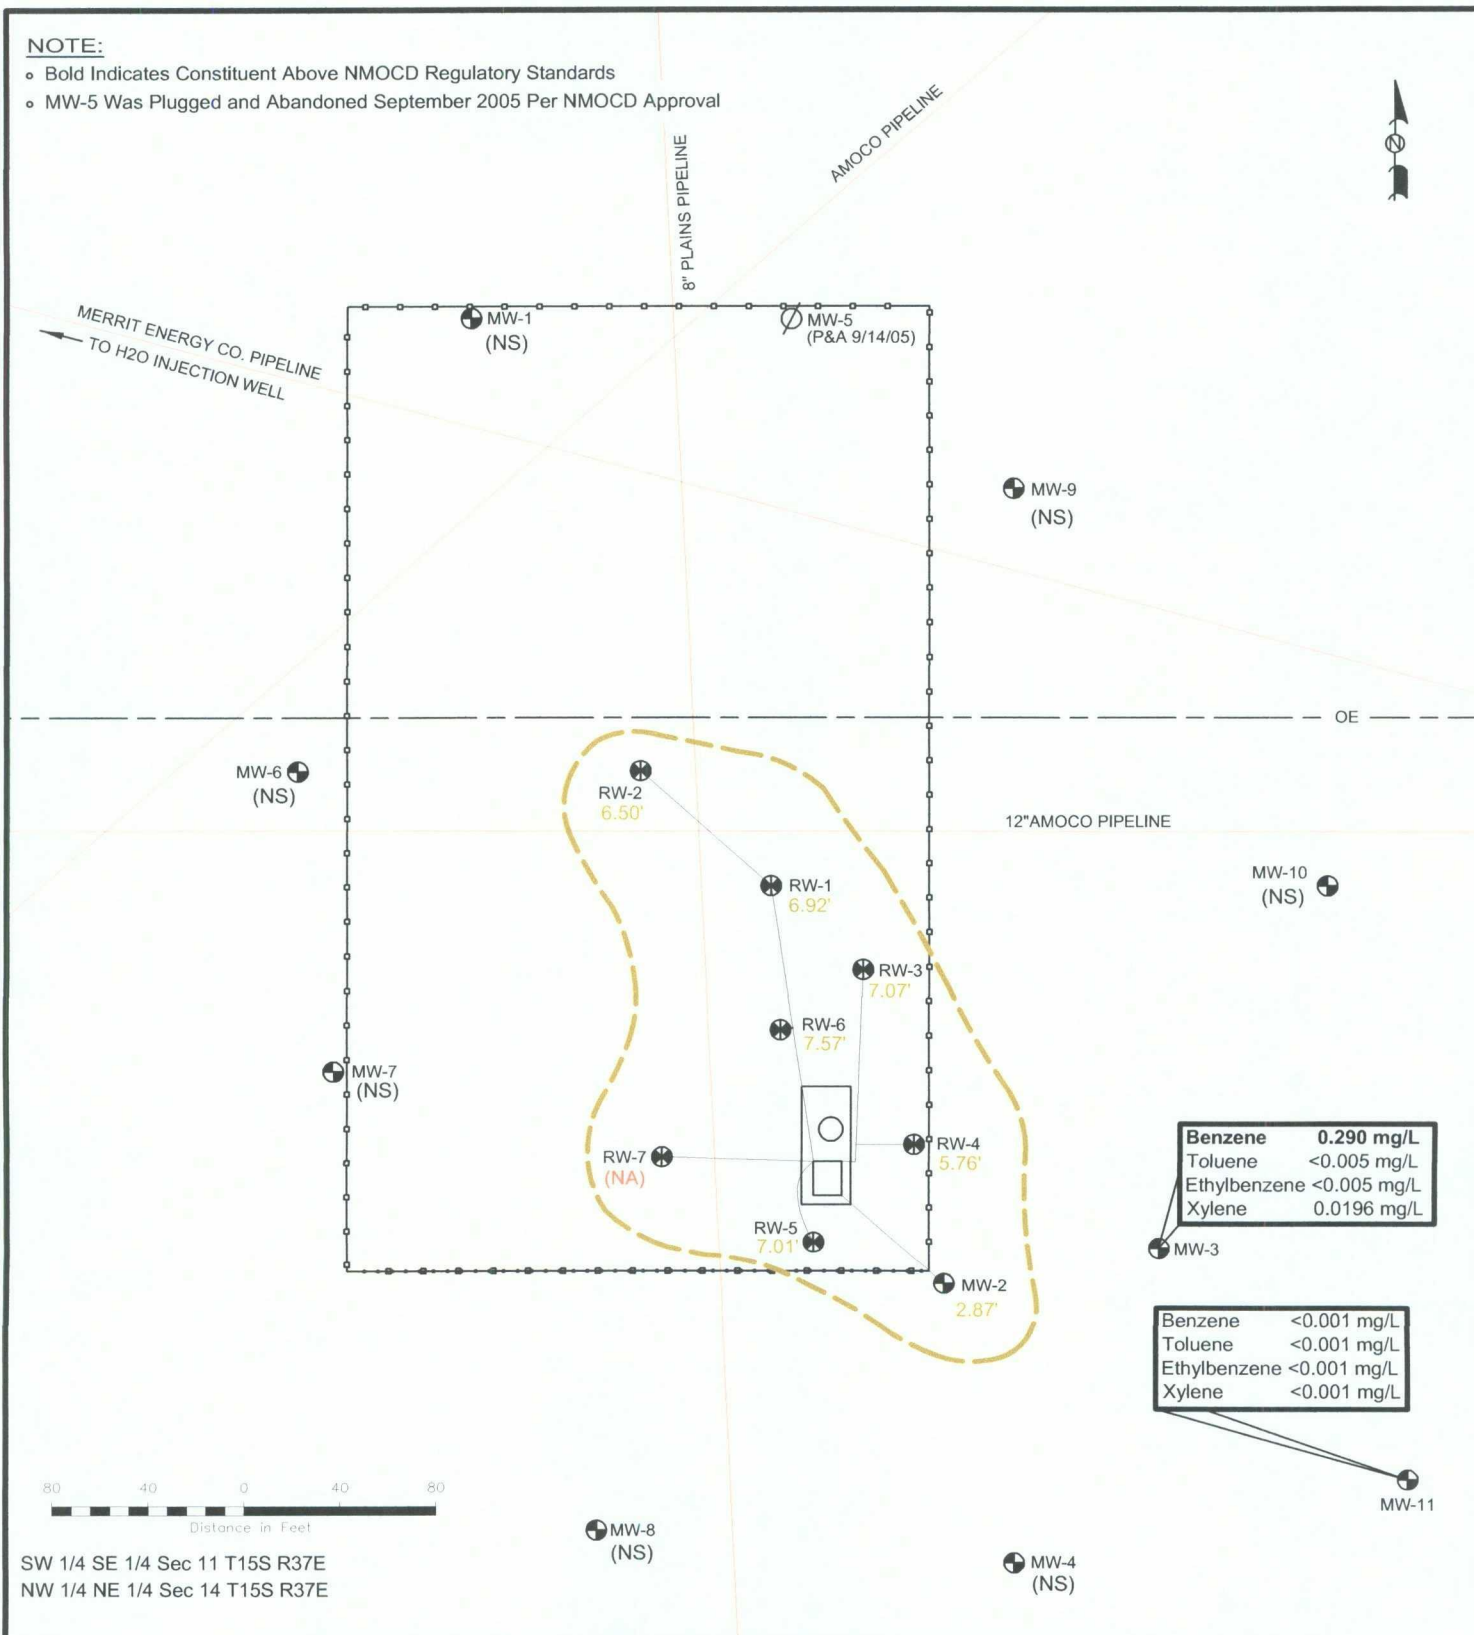 NOTE:
Bold Indicates Constituent Above NMOCD Regulatory Standards
MW-5 Was Plugged and Abandoned September 2005 Per NMOCD Approval
N
AMOCO PIPELINE
8" PLAINS PIPELINE
MERRIT ENERGY CO. PIPELINE
TO H2O INJECTION WELL
MW-1
(NS)
MW-5
(P&A 9/14/05)
MW-9
(NS)
OE
MW-6
(NS)
RW-2
6.50'
12"AMOCO PIPELINE
RW-1
6.92'
MW-10
(NS)
RW-3
7.07'
RW-6
7.57'
MW-7
(NS)
RW-4
5.76'
RW-7
(NA)
RW-5
7.01'
MW-2
2.87'
Benzene 0.290 mg/L
Toluene <0.005 mg/L
Ethylbenzene <0.005 mg/L
Xylene 0.0196 mg/L
MW-3
Benzene <0.001 mg/L
Toluene <0.001 mg/L
Ethylbenzene <0.001 mg/L
Xylene <0.001 mg/L
MW-11
80 40 0 40 80
Distance in Feet
MW-8
(NS)
MW-4
(NS)
SW 1/4 SE 1/4 Sec 11 T15S R37E
NW 1/4 NE 1/4 Sec 14 T15S R37E